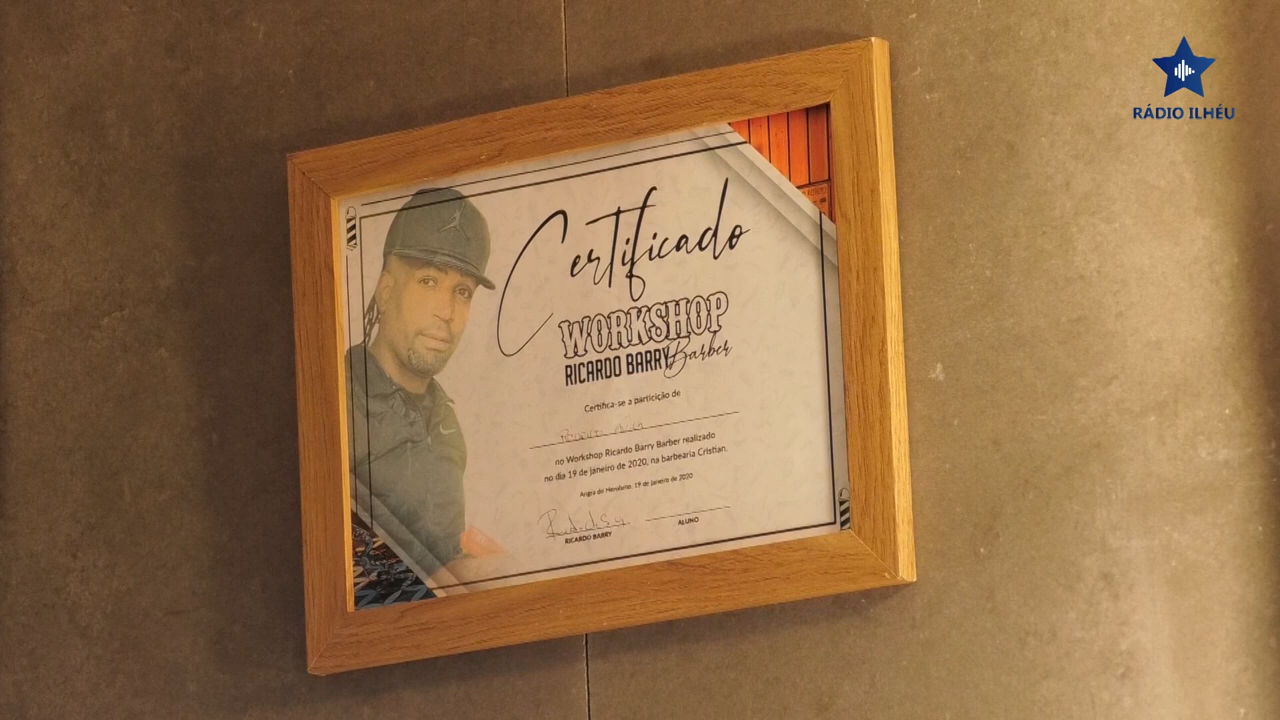 RÁDIO ILHÉU
Certificado
WORKSHOP
RICARDO BARRY Barber
Certifica-se a particição de
no Workshop Ricardo Barry Barber realizado
no dia 19 de janeiro de 2020, na barbearia Cristian.
Angra do Heroísmo, 19 de janeiro de 2020
RICARDO BARRY
ALUNO